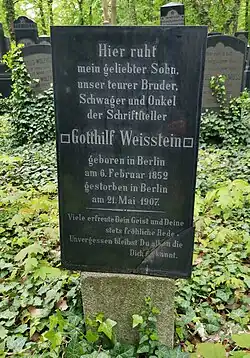 Hier ruht
mein geliebter Sohn,
unser teurer Bruder,
Schwager und Onkel
der Schriftsteller
Gotthilf Weisstein
geboren in Berlin
am 6. Februar 1852
gestorben in Berlin
am 21. Mai 1907.
Viele erfreute Dein Geist und Deine
stets fröhliche Rede.
Unvergessen bleibst Du die
Dich gekannt.